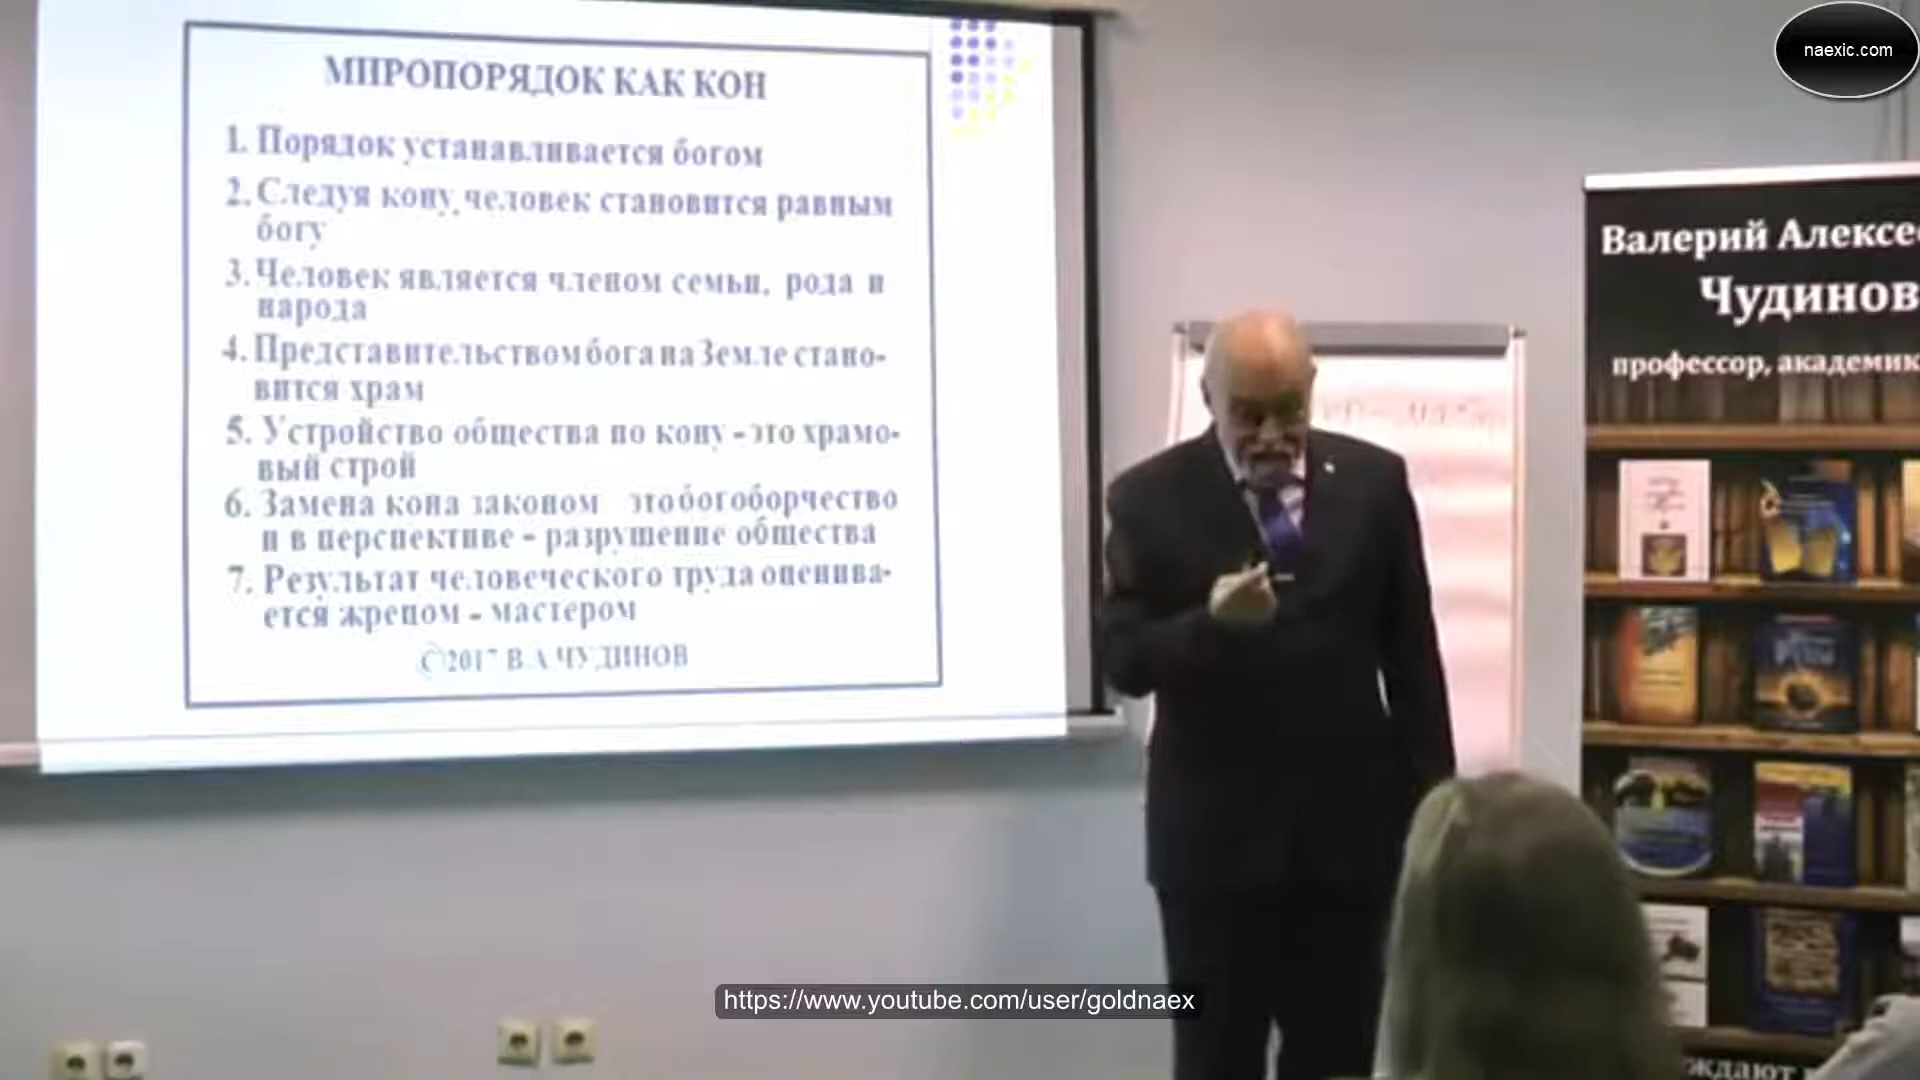 naexic.com
МИРОПОРЯДОК КАК КОН
1. Порядок устанавливается богом
2. Следуя кону, человек становится равным
богу
3. Человек является членом семьи, рода и
народа
4. Представительством бога на Земле стано-
вится храм
5. Устройство общества по кону - это храмо-
вый строй
6. Замена кона законом это богоборчество
и в перспективе - разрушение общества
7. Результат человеческого труда оценива-
ется жрецом - мастером
©2017 В.А.ЧУДИНОВ
Валерий Алексе
Чудинов
профессор, академик
ждают
https://www.youtube.com/user/goldnaex